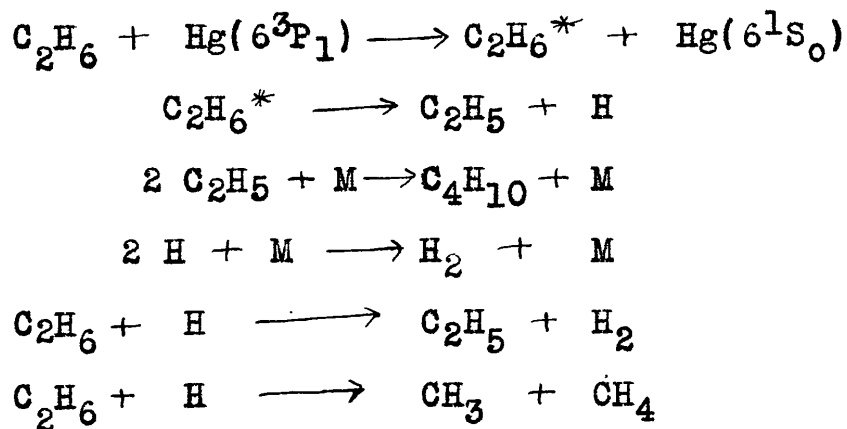 C₂H₆ + Hg(6³P₁) ⟶ C₂H₆* + Hg(6¹S₀)
C₂H₆* ⟶ C₂H₅ + H
2 C₂H₅ + M ⟶ C₄H₁₀ + M
2 H + M ⟶ H₂ + M
C₂H₆ + H ⟶ C₂H₅ + H₂
C₂H₆ + H ⟶ CH₃ + CH₄